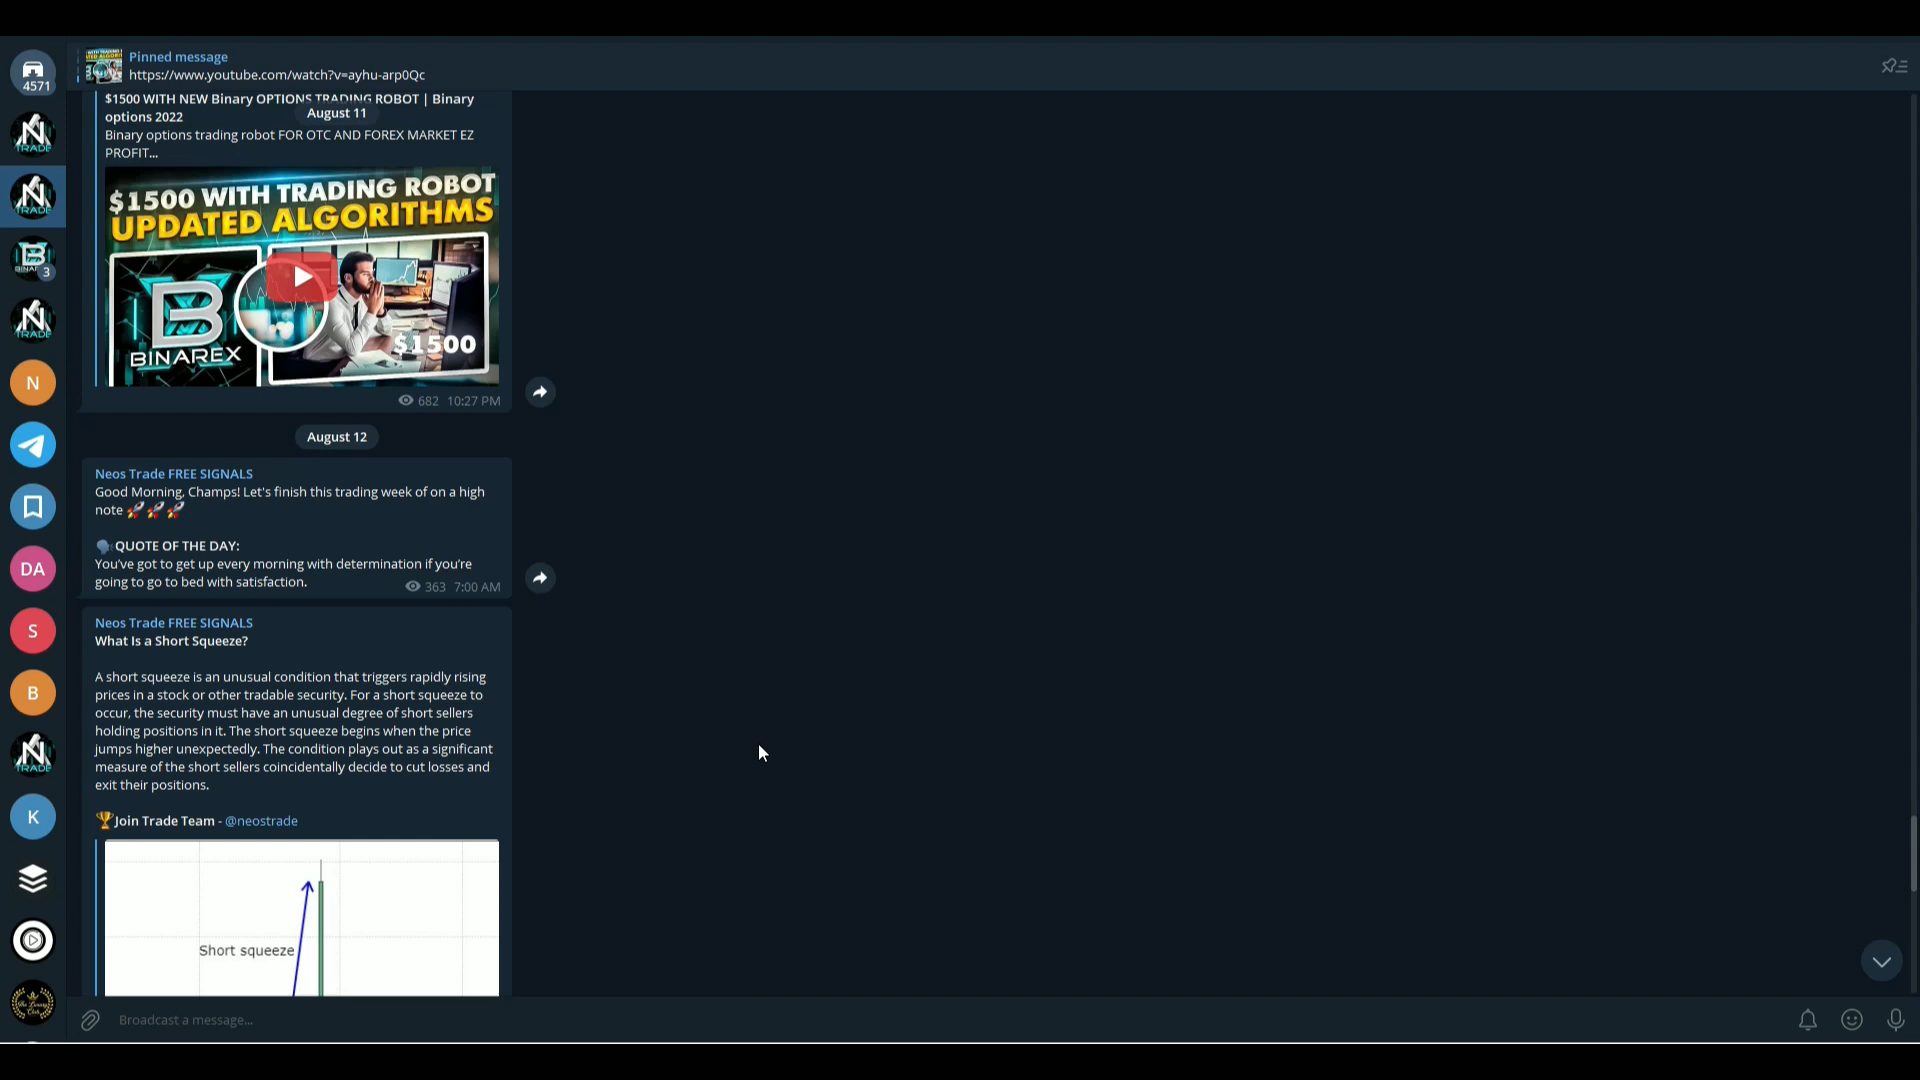 4571
Pinned message
https://www.youtube.com/watch?v=ayhu-arp0Qc
$1500 WITH NEW Binary OPTIONS TRADING ROBOT | Binary
options 2022
August 11
Binary options trading robot FOR OTC AND FOREX MARKET EZ
PROFIT...
$1500 WITH TRADING ROBOT
UPDATED ALGORITHMS
BINAREX
$1500
682 10:27 PM
August 12
Neos Trade FREE SIGNALS
Good Morning, Champs! Let's finish this trading week of on a high
note 🚀🚀🚀
🗣QUOTE OF THE DAY:
You've got to get up every morning with determination if you're
going to go to bed with satisfaction.
363 7:00 AM
Neos Trade FREE SIGNALS
What Is a Short Squeeze?
A short squeeze is an unusual condition that triggers rapidly rising
prices in a stock or other tradable security. For a short squeeze to
occur, the security must have an unusual degree of short sellers
holding positions in it. The short squeeze begins when the price
jumps higher unexpectedly. The condition plays out as a significant
measure of the short sellers coincidentally decide to cut losses and
exit their positions.
🏆Join Trade Team - @neostrade
Short squeeze
Broadcast a message...
N
TRADE
N
TRADE
3
N
TRADE
N
DA
S
B
N
TRADE
K